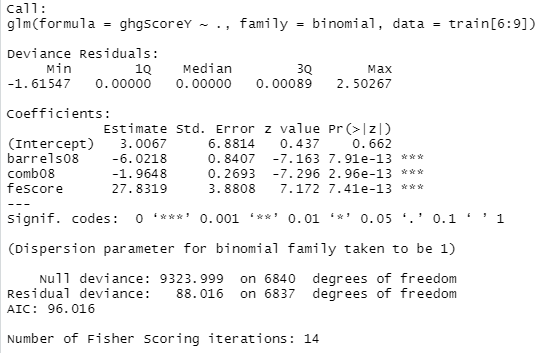 Call:
glm(formula = ghgScoreY ~ ., family = binomial, data = train[6:9])
Deviance Residuals:
Min 1Q Median 3Q Max
-1.61547 0.00000 0.00000 0.00089 2.50267
Coefficients:
Estimate Std. Error z value Pr(>|z|)
(Intercept) 3.0067 6.8814 0.437 0.662
barrels08 -6.0218 0.8407 -7.163 7.91e-13 ***
comb08 -1.9648 0.2693 -7.296 2.96e-13 ***
feScore 27.8319 3.8808 7.172 7.41e-13 ***
---
Signif. codes: 0 ‘***’ 0.001 ‘**’ 0.01 ‘*’ 0.05 ‘.’ 0.1 ‘ ’ 1
(Dispersion parameter for binomial family taken to be 1)
Null deviance: 9323.999 on 6840 degrees of freedom
Residual deviance: 88.016 on 6837 degrees of freedom
AIC: 96.016
Number of Fisher Scoring iterations: 14